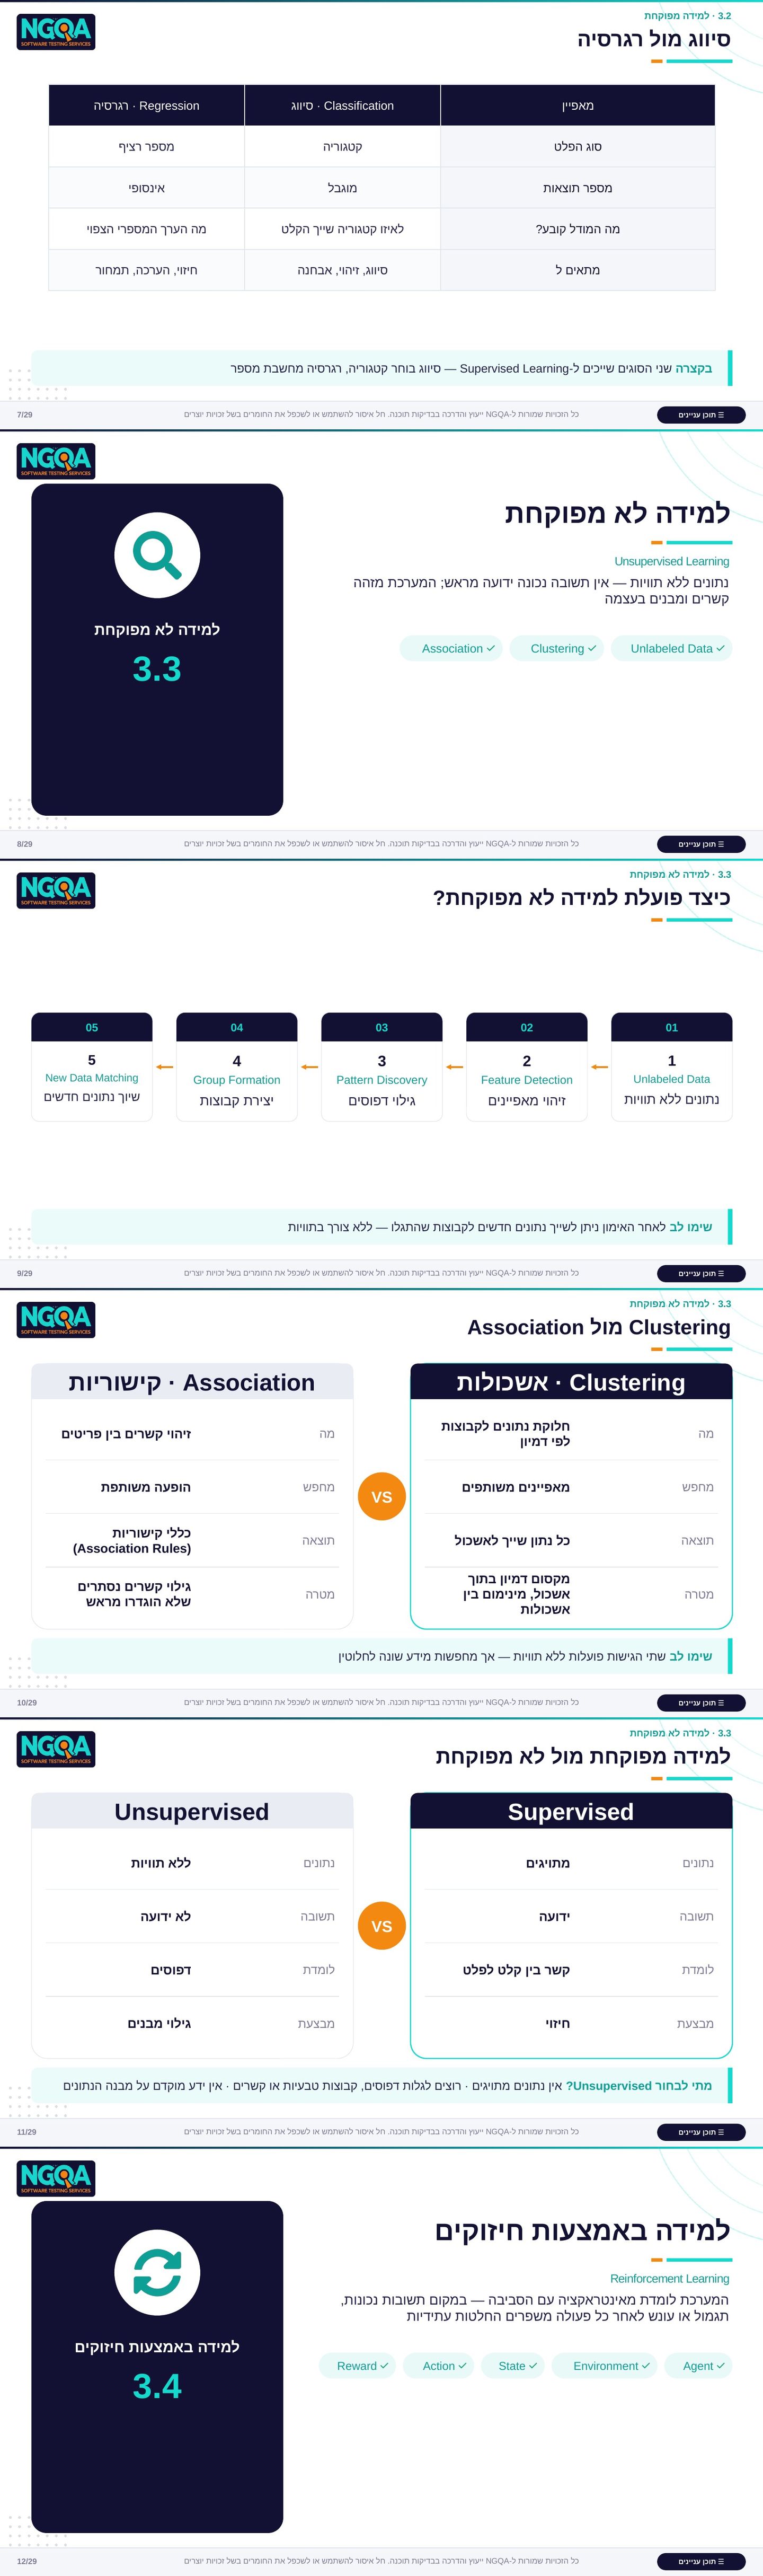 3.2 · למידה מפוקחת
NGQA
SOFTWARE TESTING SERVICES
סיווג מול רגרסיה
מאפיין	סיווג · Classification	רגרסיה · Regression
סוג הפלט	קטגוריה	מספר רציף
מספר תוצאות	מוגבל	אינסופי
מה המודל קובע?	לאיזו קטגוריה שייך הקלט	מה הערך המספרי הצפוי
מתאים ל	סיווג, זיהוי, אבחנה	חיזוי, הערכה, תמחור
בקצרה שני הסוגים שייכים ל-Supervised Learning — סיווג בוחר קטגוריה, רגרסיה מחשבת מספר
☰ תוכן עניינים	כל הזכויות שמורות ל-NGQA ייעוץ והדרכה בבדיקות תוכנה. חל איסור להשתמש או לשכפל את החומרים בשל זכויות יוצרים	7/29
NGQA
SOFTWARE TESTING SERVICES
למידה לא מפוקחת
Unsupervised Learning
נתונים ללא תוויות — אין תשובה נכונה ידועה מראש; המערכת מזהה
קשרים ומבנים בעצמה
✓ Unlabeled Data	✓ Clustering	✓ Association
למידה לא מפוקחת
3.3
☰ תוכן עניינים	כל הזכויות שמורות ל-NGQA ייעוץ והדרכה בבדיקות תוכנה. חל איסור להשתמש או לשכפל את החומרים בשל זכויות יוצרים	8/29
3.3 · למידה לא מפוקחת
NGQA
SOFTWARE TESTING SERVICES
כיצד פועלת למידה לא מפוקחת?
01	02	03	04	05
1	2	3	4	5
Unlabeled Data	Feature Detection	Pattern Discovery	Group Formation	New Data Matching
נתונים ללא תוויות	זיהוי מאפיינים	גילוי דפוסים	יצירת קבוצות	שיוך נתונים חדשים
שימו לב לאחר האימון ניתן לשייך נתונים חדשים לקבוצות שהתגלו — ללא צורך בתוויות
☰ תוכן עניינים	כל הזכויות שמורות ל-NGQA ייעוץ והדרכה בבדיקות תוכנה. חל איסור להשתמש או לשכפל את החומרים בשל זכויות יוצרים	9/29
3.3 · למידה לא מפוקחת
NGQA
SOFTWARE TESTING SERVICES
Clustering מול Association
אשכולות · Clustering
מה	חלוקת נתונים לקבוצות
לפי דמיון
מחפש	מאפיינים משותפים
תוצאה	כל נתון שייך לאשכול
מטרה	מקסום דמיון בתוך
אשכול, מינימום בין
אשכולות
VS
קישוריות · Association
מה	זיהוי קשרים בין פריטים
מחפש	הופעה משותפת
תוצאה	כללי קישוריות
(Association Rules)
מטרה	גילוי קשרים נסתרים
שלא הוגדרו מראש
שימו לב שתי הגישות פועלות ללא תוויות — אך מחפשות מידע שונה לחלוטין
☰ תוכן עניינים	כל הזכויות שמורות ל-NGQA ייעוץ והדרכה בבדיקות תוכנה. חל איסור להשתמש או לשכפל את החומרים בשל זכויות יוצרים	10/29
3.3 · למידה לא מפוקחת
NGQA
SOFTWARE TESTING SERVICES
למידה מפוקחת מול לא מפוקחת
Supervised
נתונים	מתויגים
תשובה	ידועה
לומדת	קשר בין קלט לפלט
מבצעת	חיזוי
VS
Unsupervised
נתונים	ללא תוויות
תשובה	לא ידועה
לומדת	דפוסים
מבצעת	גילוי מבנים
מתי לבחור Unsupervised? אין נתונים מתויגים · רוצים לגלות דפוסים, קבוצות טבעיות או קשרים · אין ידע מוקדם על מבנה הנתונים
☰ תוכן עניינים	כל הזכויות שמורות ל-NGQA ייעוץ והדרכה בבדיקות תוכנה. חל איסור להשתמש או לשכפל את החומרים בשל זכויות יוצרים	11/29
NGQA
SOFTWARE TESTING SERVICES
למידה באמצעות חיזוקים
Reinforcement Learning
המערכת לומדת מאינטראקציה עם הסביבה — במקום תשובות נכונות,
תגמול או עונש לאחר כל פעולה משפרים החלטות עתידיות
✓ Agent	✓ Environment	✓ State	✓ Action	✓ Reward
למידה באמצעות חיזוקים
3.4
☰ תוכן עניינים	כל הזכויות שמורות ל-NGQA ייעוץ והדרכה בבדיקות תוכנה. חל איסור להשתמש או לשכפל את החומרים בשל זכויות יוצרים	12/29